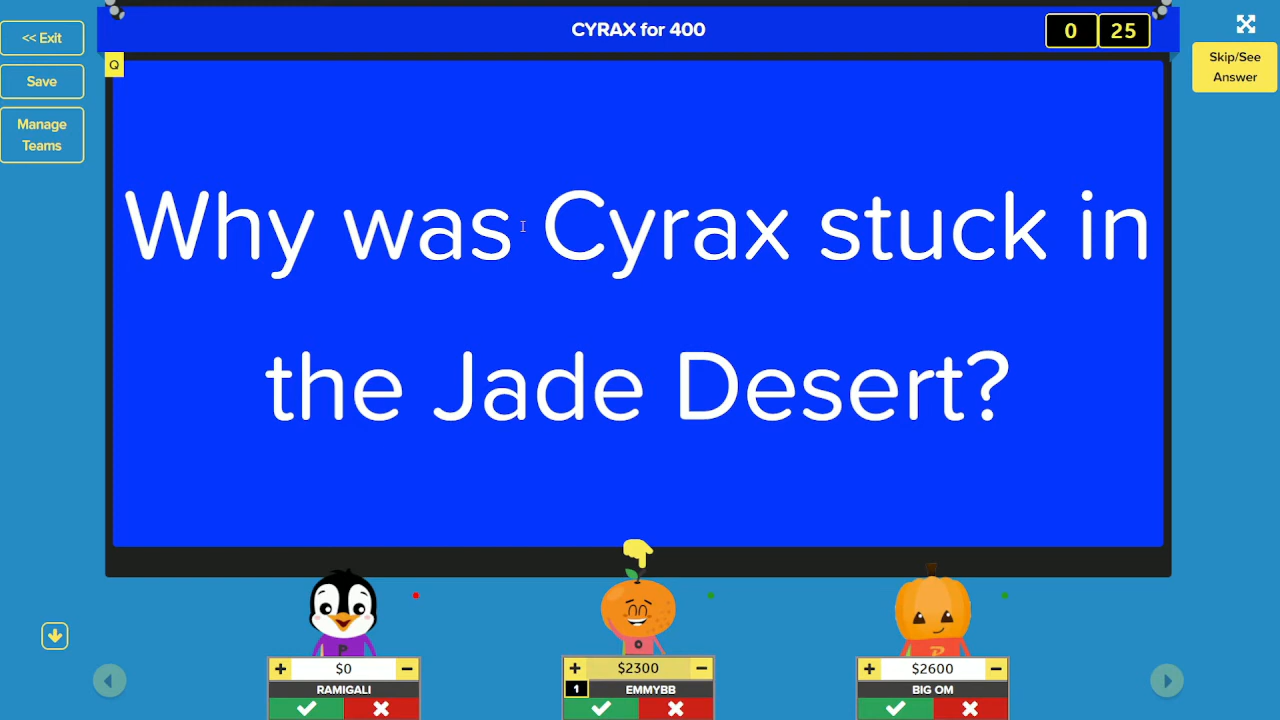 << Exit
CYRAX for 400
0 25
Save
Q
Skip/See
Answer
Manage
Teams
Why was Cyrax stuck in
the Jade Desert?
P
O
P
+ $0 −
+ $2300 −
+ $2600 −
RAMIGALI
1 EMMYBB
BIG OM